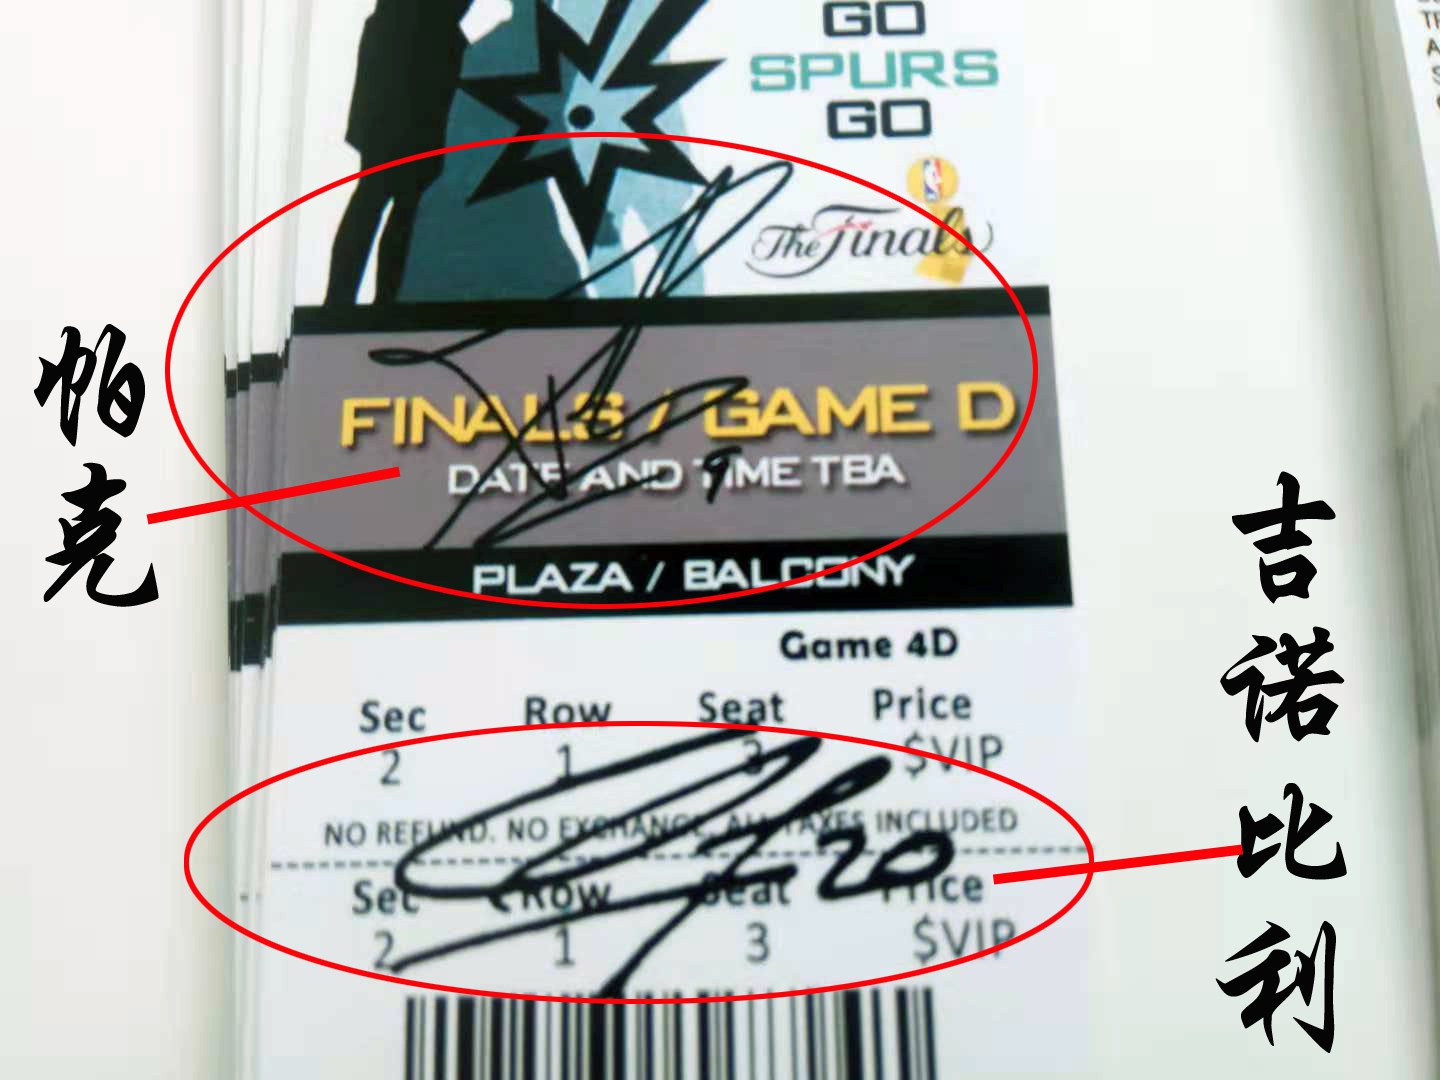 GO
SPURS
GO
The Finals
FINALS / GAME D
DATE AND TIME TBA
9
PLAZA / BALCONY
Game 4D
Sec Row Seat Price
2 1 3 $VIP
NO REFUND. NO EXCHANGE. ALL TAXES INCLUDED
20
Sec Row Seat Price
2 1 3 $VIP
帕克
吉诺比利